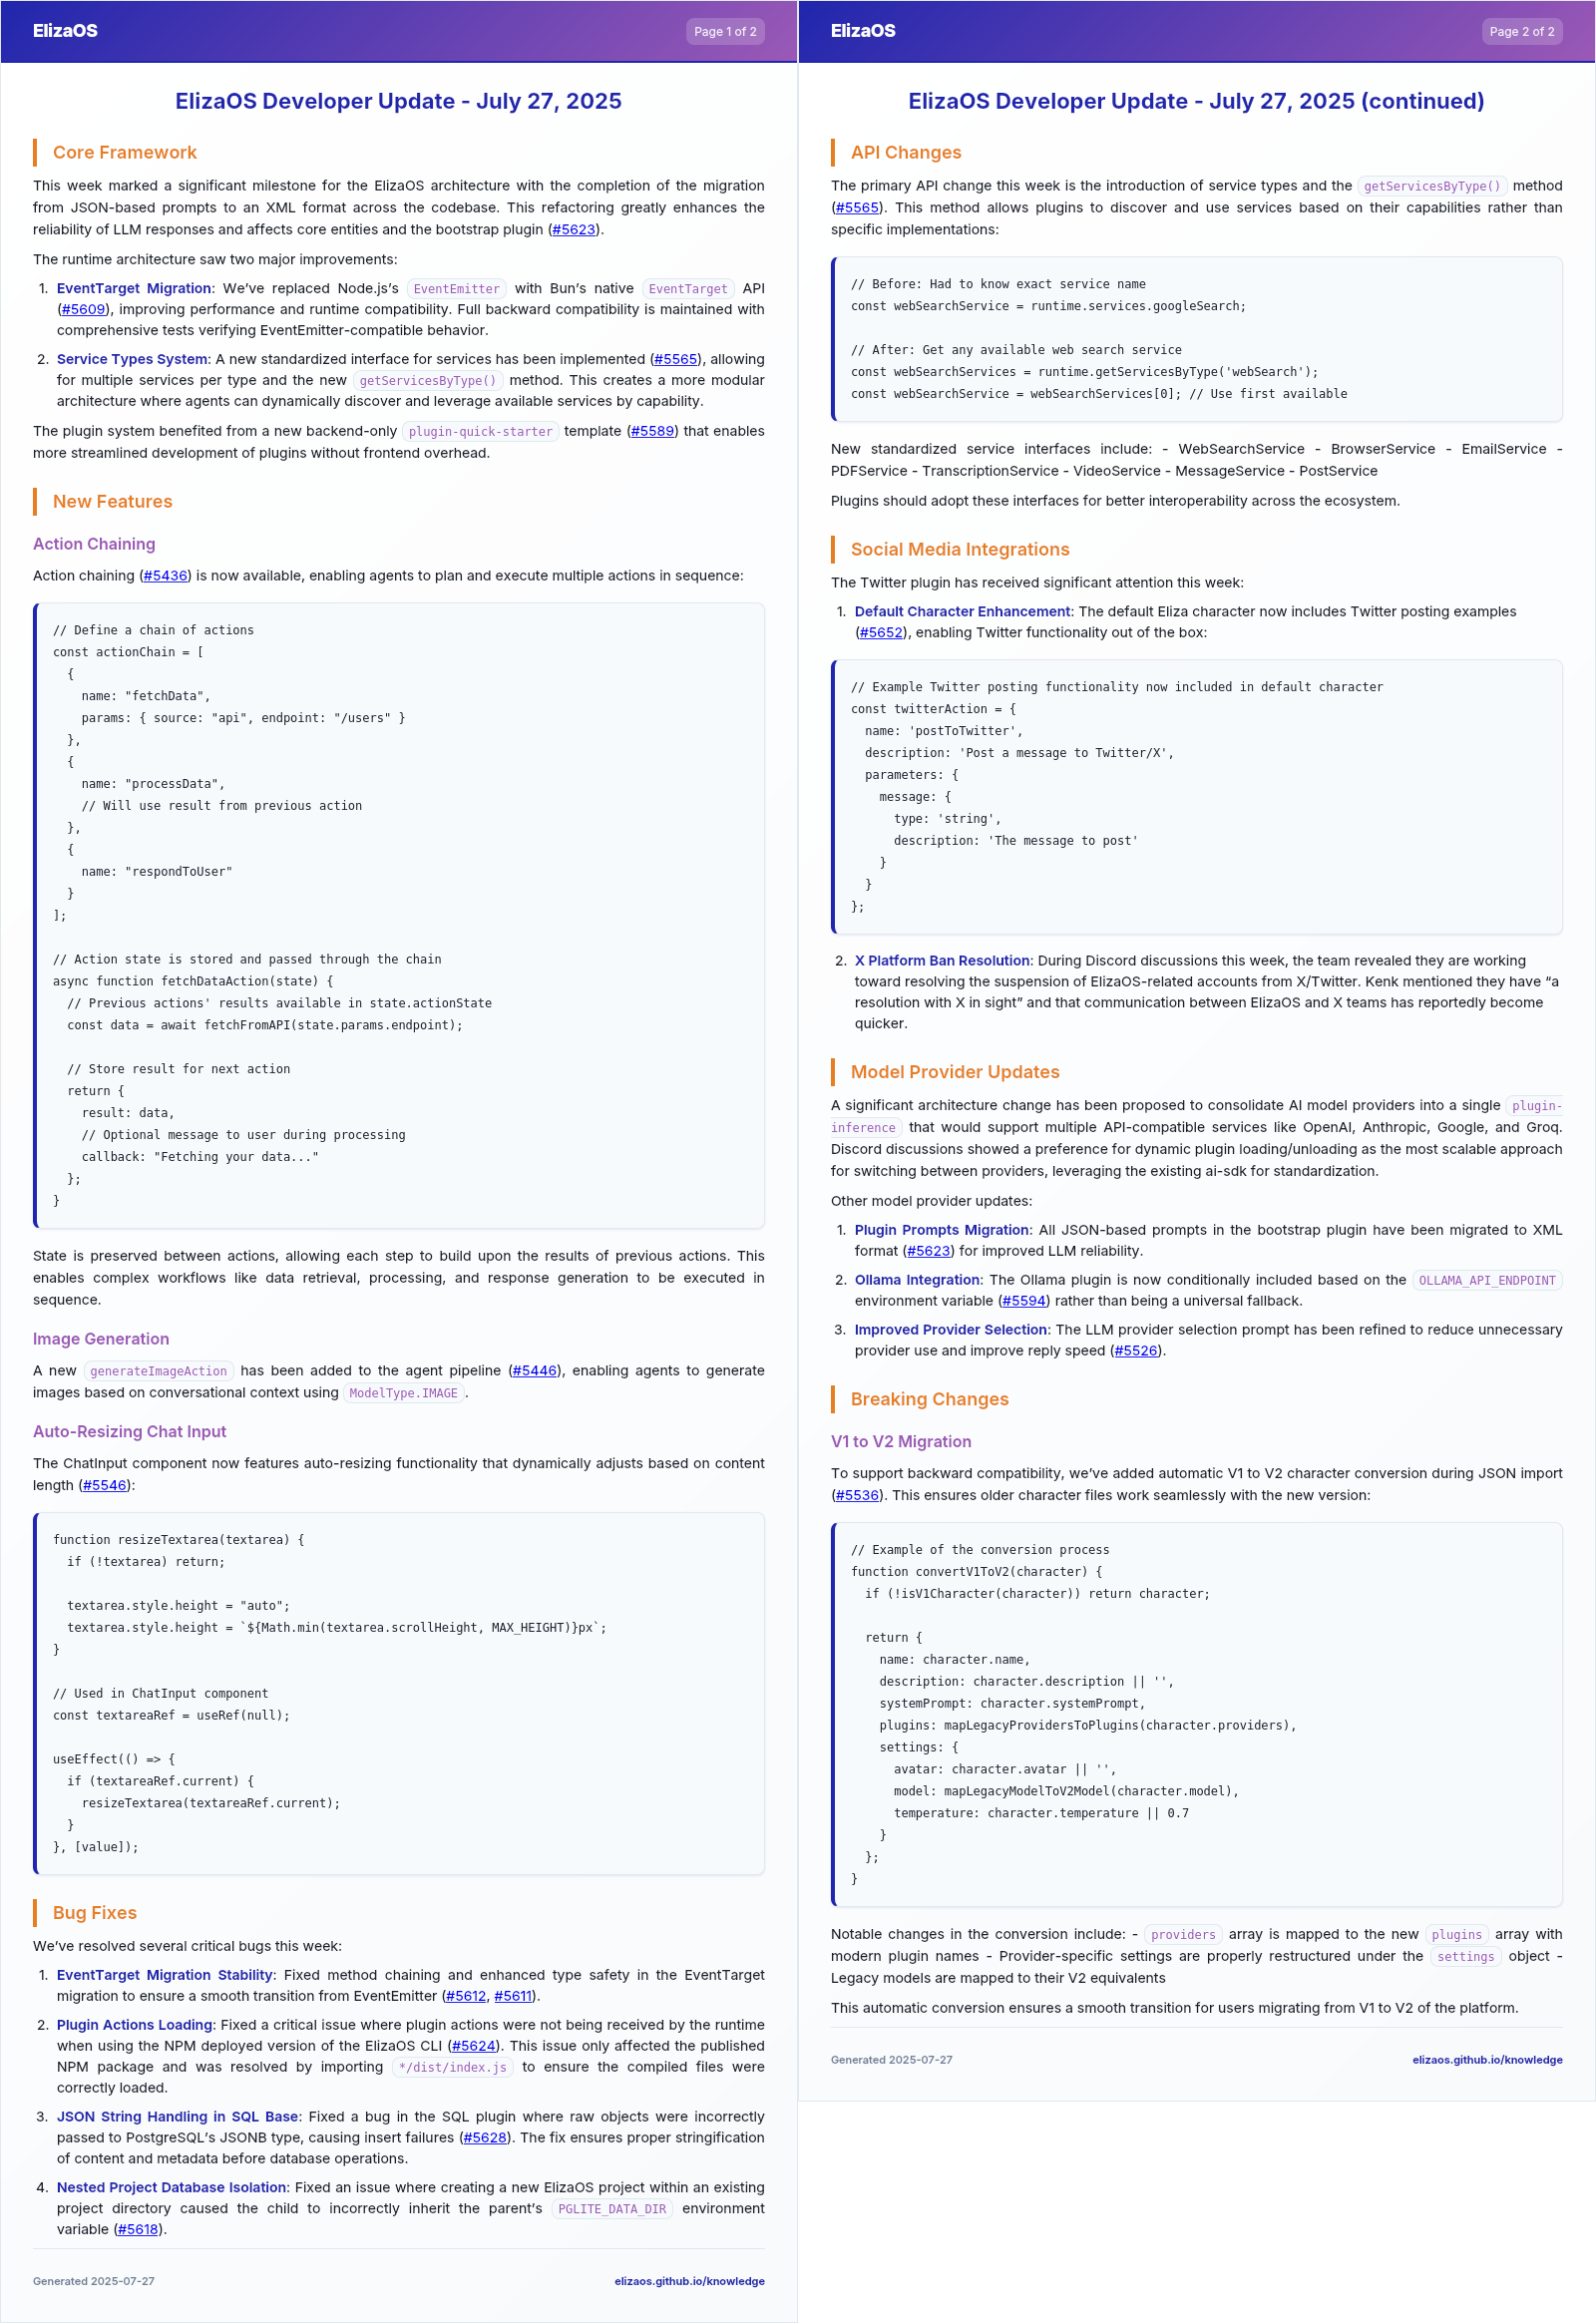 ElizaOS
Page 1 of 2
ElizaOS Developer Update - July 27, 2025
Core Framework
This week marked a significant milestone for the ElizaOS architecture with the completion of the migration
from JSON-based prompts to an XML format across the codebase. This refactoring greatly enhances the
reliability of LLM responses and affects core entities and the bootstrap plugin (#5623).
The runtime architecture saw two major improvements:
1. EventTarget Migration: We've replaced Node.js's EventEmitter with Bun's native EventTarget API
(#5609), improving performance and runtime compatibility. Full backward compatibility is maintained with
comprehensive tests verifying EventEmitter-compatible behavior.
2. Service Types System: A new standardized interface for services has been implemented (#5565), allowing
for multiple services per type and the new getServicesByType() method. This creates a more modular
architecture where agents can dynamically discover and leverage available services by capability.
The plugin system benefited from a new backend-only plugin-quick-starter template (#5589) that enables
more streamlined development of plugins without frontend overhead.
New Features
Action Chaining
Action chaining (#5436) is now available, enabling agents to plan and execute multiple actions in sequence:
// Define a chain of actions
const actionChain = [
  {
    name: "fetchData",
    params: { source: "api", endpoint: "/users" }
  },
  {
    name: "processData",
    // Will use result from previous action
  },
  {
    name: "respondToUser"
  }
];
// Action state is stored and passed through the chain
async function fetchDataAction(state) {
  // Previous actions' results available in state.actionState
  const data = await fetchFromAPI(state.params.endpoint);
  // Store result for next action
  return {
    result: data,
    // Optional message to user during processing
    callback: "Fetching your data..."
  };
}
State is preserved between actions, allowing each step to build upon the results of previous actions. This
enables complex workflows like data retrieval, processing, and response generation to be executed in
sequence.
Image Generation
A new generateImageAction has been added to the agent pipeline (#5446), enabling agents to generate
images based on conversational context using ModelType.IMAGE.
Auto-Resizing Chat Input
The ChatInput component now features auto-resizing functionality that dynamically adjusts based on content
length (#5546):
function resizeTextarea(textarea) {
  if (!textarea) return;
  textarea.style.height = "auto";
  textarea.style.height = `${Math.min(textarea.scrollHeight, MAX_HEIGHT)}px`;
}
// Used in ChatInput component
const textareaRef = useRef(null);
useEffect(() => {
  if (textareaRef.current) {
    resizeTextarea(textareaRef.current);
  }
}, [value]);
Bug Fixes
We've resolved several critical bugs this week:
1. EventTarget Migration Stability: Fixed method chaining and enhanced type safety in the EventTarget
migration to ensure a smooth transition from EventEmitter (#5612, #5611).
2. Plugin Actions Loading: Fixed a critical issue where plugin actions were not being received by the runtime
when using the NPM deployed version of the ElizaOS CLI (#5624). This issue only affected the published
NPM package and was resolved by importing */dist/index.js to ensure the compiled files were
correctly loaded.
3. JSON String Handling in SQL Base: Fixed a bug in the SQL plugin where raw objects were incorrectly
passed to PostgreSQL's JSONB type, causing insert failures (#5628). The fix ensures proper stringification
of content and metadata before database operations.
4. Nested Project Database Isolation: Fixed an issue where creating a new ElizaOS project within an existing
project directory caused the child to incorrectly inherit the parent's PGLITE_DATA_DIR environment
variable (#5618).
Generated 2025-07-27
elizaos.github.io/knowledge
ElizaOS
Page 2 of 2
ElizaOS Developer Update - July 27, 2025 (continued)
API Changes
The primary API change this week is the introduction of service types and the getServicesByType() method
(#5565). This method allows plugins to discover and use services based on their capabilities rather than
specific implementations:
// Before: Had to know exact service name
const webSearchService = runtime.services.googleSearch;
// After: Get any available web search service
const webSearchServices = runtime.getServicesByType('webSearch');
const webSearchService = webSearchServices[0]; // Use first available
New standardized service interfaces include: - WebSearchService - BrowserService - EmailService -
PDFService - TranscriptionService - VideoService - MessageService - PostService
Plugins should adopt these interfaces for better interoperability across the ecosystem.
Social Media Integrations
The Twitter plugin has received significant attention this week:
1. Default Character Enhancement: The default Eliza character now includes Twitter posting examples
(#5652), enabling Twitter functionality out of the box:
// Example Twitter posting functionality now included in default character
const twitterAction = {
  name: 'postToTwitter',
  description: 'Post a message to Twitter/X',
  parameters: {
    message: {
      type: 'string',
      description: 'The message to post'
    }
  }
};
2. X Platform Ban Resolution: During Discord discussions this week, the team revealed they are working
toward resolving the suspension of ElizaOS-related accounts from X/Twitter. Kenk mentioned they have “a
resolution with X in sight” and that communication between ElizaOS and X teams has reportedly become
quicker.
Model Provider Updates
A significant architecture change has been proposed to consolidate AI model providers into a single plugin-
inference that would support multiple API-compatible services like OpenAI, Anthropic, Google, and Groq.
Discord discussions showed a preference for dynamic plugin loading/unloading as the most scalable approach
for switching between providers, leveraging the existing ai-sdk for standardization.
Other model provider updates:
1. Plugin Prompts Migration: All JSON-based prompts in the bootstrap plugin have been migrated to XML
format (#5623) for improved LLM reliability.
2. Ollama Integration: The Ollama plugin is now conditionally included based on the OLLAMA_API_ENDPOINT
environment variable (#5594) rather than being a universal fallback.
3. Improved Provider Selection: The LLM provider selection prompt has been refined to reduce unnecessary
provider use and improve reply speed (#5526).
Breaking Changes
V1 to V2 Migration
To support backward compatibility, we've added automatic V1 to V2 character conversion during JSON import
(#5536). This ensures older character files work seamlessly with the new version:
// Example of the conversion process
function convertV1ToV2(character) {
  if (!isV1Character(character)) return character;
  return {
    name: character.name,
    description: character.description || '',
    systemPrompt: character.systemPrompt,
    plugins: mapLegacyProvidersToPlugins(character.providers),
    settings: {
      avatar: character.avatar || '',
      model: mapLegacyModelToV2Model(character.model),
      temperature: character.temperature || 0.7
    }
  };
}
Notable changes in the conversion include: - providers array is mapped to the new plugins array with
modern plugin names - Provider-specific settings are properly restructured under the settings object -
Legacy models are mapped to their V2 equivalents
This automatic conversion ensures a smooth transition for users migrating from V1 to V2 of the platform.
Generated 2025-07-27
elizaos.github.io/knowledge